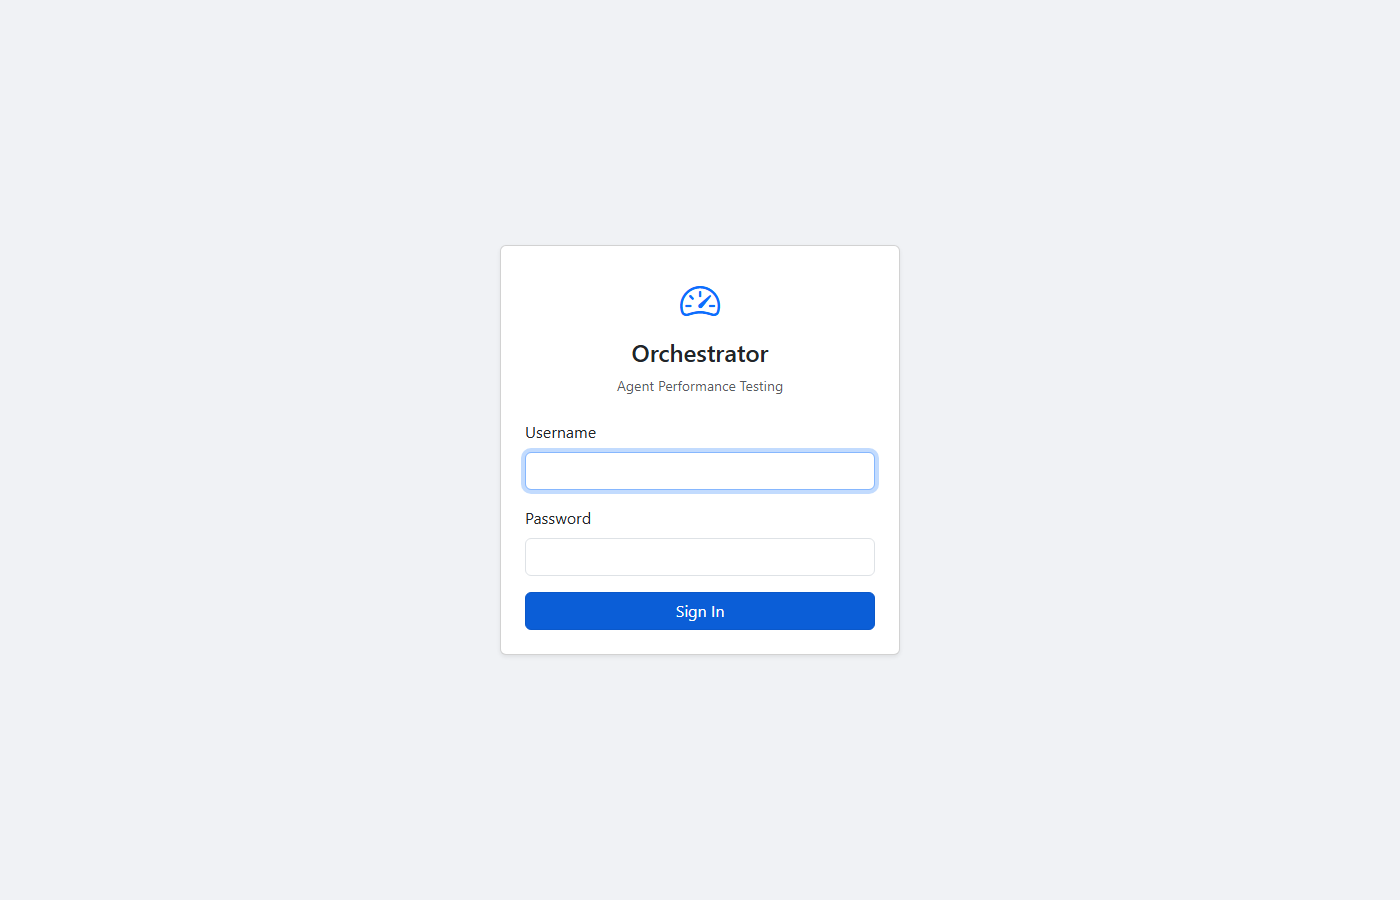 Orchestrator
Agent Performance Testing
Username
Password
Sign In